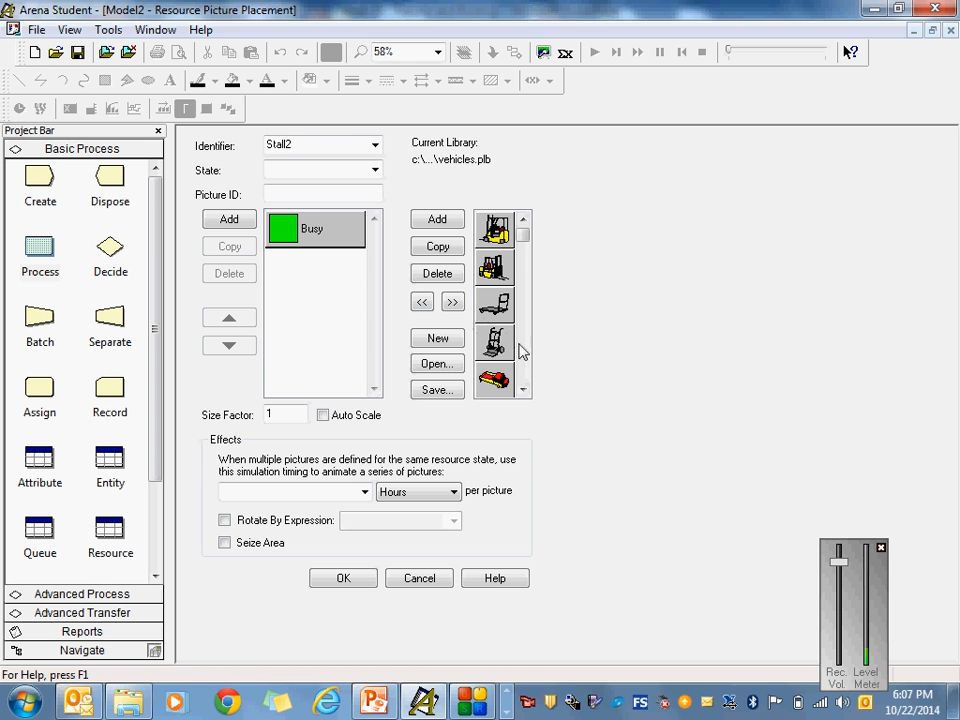 Arena Student - [Model2 - Resource Picture Placement]
File View Tools Window Help
58%
Project Bar
Basic Process
Create Dispose
Process Decide
Batch Separate
Assign Record
Attribute Entity
Queue Resource
Advanced Process
Advanced Transfer
Reports
Navigate
Identifier: Stall2
State:
Picture ID:
Current Library:
c:\...\vehicles.plb
Add
Copy
Delete
Busy
Add
Copy
Delete
<< >>
New
Open...
Save...
Size Factor: 1 Auto Scale
Effects
When multiple pictures are defined for the same resource state, use
this simulation timing to animate a series of pictures:
Hours per picture
Rotate By Expression:
Seize Area
OK Cancel Help
Rec. Vol. Level Meter
For Help, press F1
FS
6:07 PM
10/22/2014